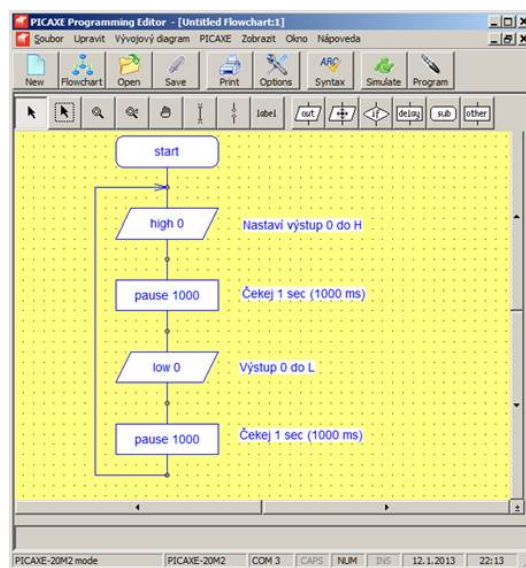 PICAXE Programming Editor - [Untitled Flowchart:1]
Soubor Upravit Vývojový diagram PICAXE Zobrazit Okno Nápoveda
ABC
New Flowchart Open Save Print Options Syntax Simulate Program
label out if delay sub other
start
high 0 Nastaví výstup 0 do H
pause 1000 Čekej 1 sec (1000 ms)
low 0 Výstup 0 do L
pause 1000 Čekej 1 sec (1000 ms)
PICAXE-20M2 mode PICAXE-20M2 COM 3 CAPS NUM INS 12.1.2013 22:13